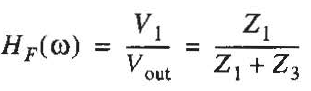 H_F(ω) = V_1 / V_out = Z_1 / (Z_1 + Z_3)